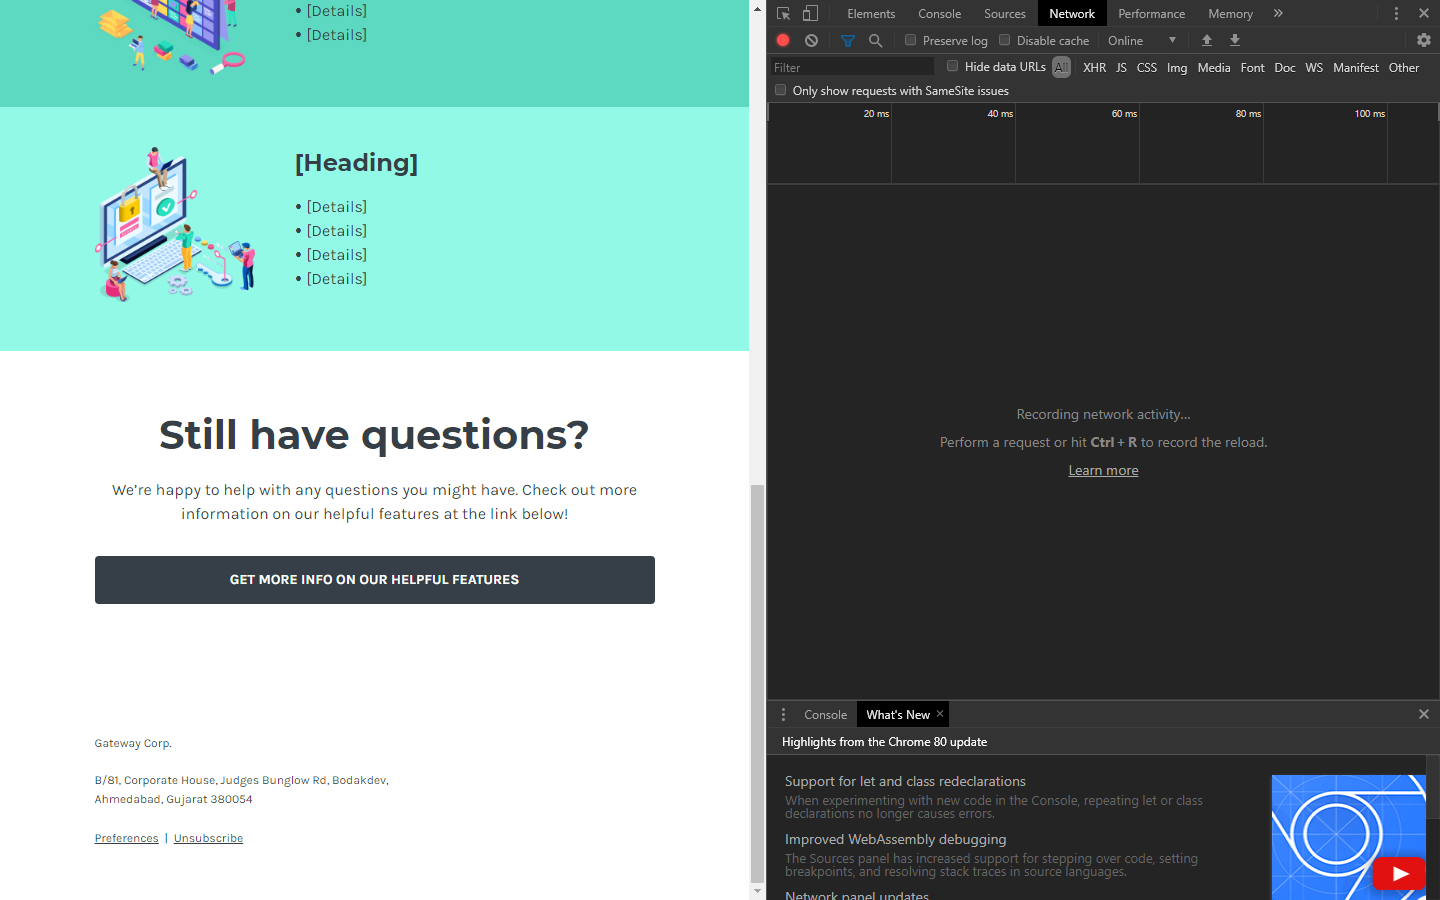 • [Details]
• [Details]
[Heading]
• [Details]
• [Details]
• [Details]
• [Details]
Still have questions?
We're happy to help with any questions you might have. Check out more
information on our helpful features at the link below!
GET MORE INFO ON OUR HELPFUL FEATURES
Gateway Corp.
B/81, Corporate House, Judges Bunglow Rd, Bodakdev,
Ahmedabad, Gujarat 380054
Preferences | Unsubscribe
Elements Console Sources Network Performance Memory »
Preserve log Disable cache Online
Filter Hide data URLs All XHR JS CSS Img Media Font Doc WS Manifest Other
Only show requests with SameSite issues
20 ms 40 ms 60 ms 80 ms 100 ms
Recording network activity...
Perform a request or hit Ctrl + R to record the reload.
Learn more
Console What's New ×
Highlights from the Chrome 80 update
Support for let and class redeclarations
When experimenting with new code in the Console, repeating let or class
declarations no longer causes errors.
Improved WebAssembly debugging
The Sources panel has increased support for stepping over code, setting
breakpoints, and resolving stack traces in source languages.
Network panel updates